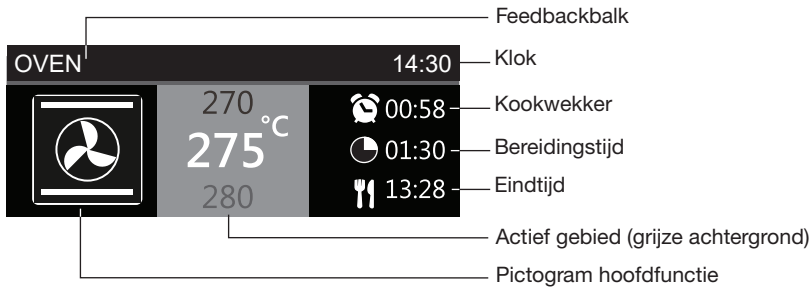 Feedbackbalk
OVEN 14:30
Klok
270
275 °C
280
00:58
Kookwekker
01:30
Bereidingstijd
13:28
Eindtijd
Actief gebied (grijze achtergrond)
Pictogram hoofdfunctie